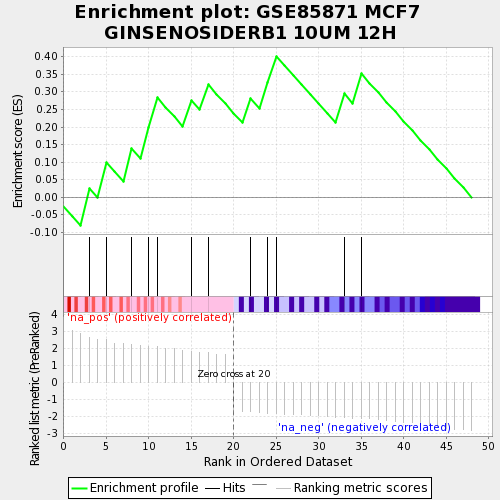 Enrichment plot: GSE85871 MCF7
GINSENOSIDERB1 10UM 12H
Enrichment score (ES)
0.40
0.35
0.30
0.25
0.20
0.15
0.10
0.05
0.00
-0.05
-0.10
'na_pos' (positively correlated)
Ranked list metric (PreRanked)
4
3
2
1
0
-1
-2
-3
Zero cross at 20
'na_neg' (negatively correlated)
0 5 10 15 20 25 30 35 40 45 50
Rank in Ordered Dataset
Enrichment profile Hits Ranking metric scores